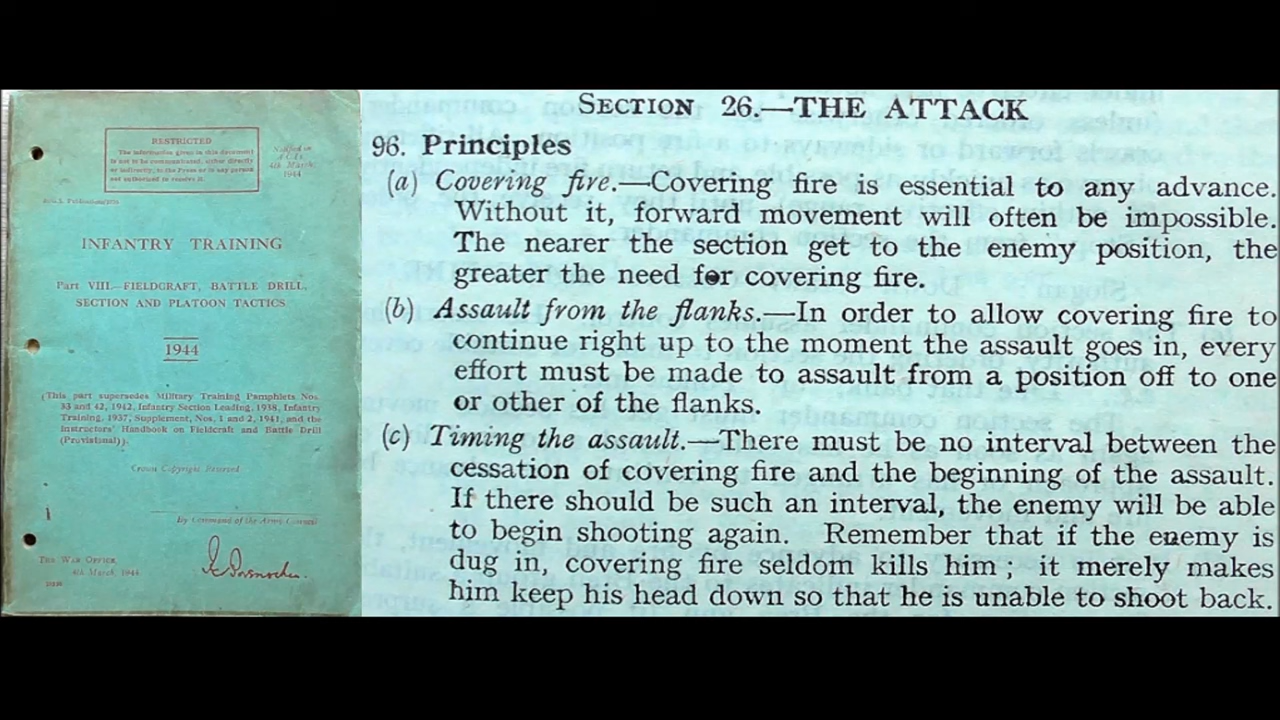 RESTRICTED
The information given in this document
is not to be communicated, either directly
or indirectly, to the Press or to any person
not authorized to receive it.
Notified in
A.C.Is.
4th March,
1944
INFANTRY TRAINING
Part VIII.—FIELDCRAFT, BATTLE DRILL,
SECTION AND PLATOON TACTICS
1944
(This part supersedes Military Training Pamphlets Nos.
33 and 42, 1942, Infantry Section Leading, 1938, Infantry
Training, 1937, Supplement, Nos. 1 and 2, 1941, and the
Instructors' Handbook on Fieldcraft and Battle Drill
(Provisional)).
Crown Copyright Reserved
By Command of the Army Council
THE WAR OFFICE,
4th March, 1944
SECTION 26.—THE ATTACK
96. Principles
(a) Covering fire.—Covering fire is essential to any advance.
Without it, forward movement will often be impossible.
The nearer the section get to the enemy position, the
greater the need for covering fire.
(b) Assault from the flanks.—In order to allow covering fire to
continue right up to the moment the assault goes in, every
effort must be made to assault from a position off to one
or other of the flanks.
(c) Timing the assault.—There must be no interval between the
cessation of covering fire and the beginning of the assault.
If there should be such an interval, the enemy will be able
to begin shooting again. Remember that if the enemy is
dug in, covering fire seldom kills him ; it merely makes
him keep his head down so that he is unable to shoot back.